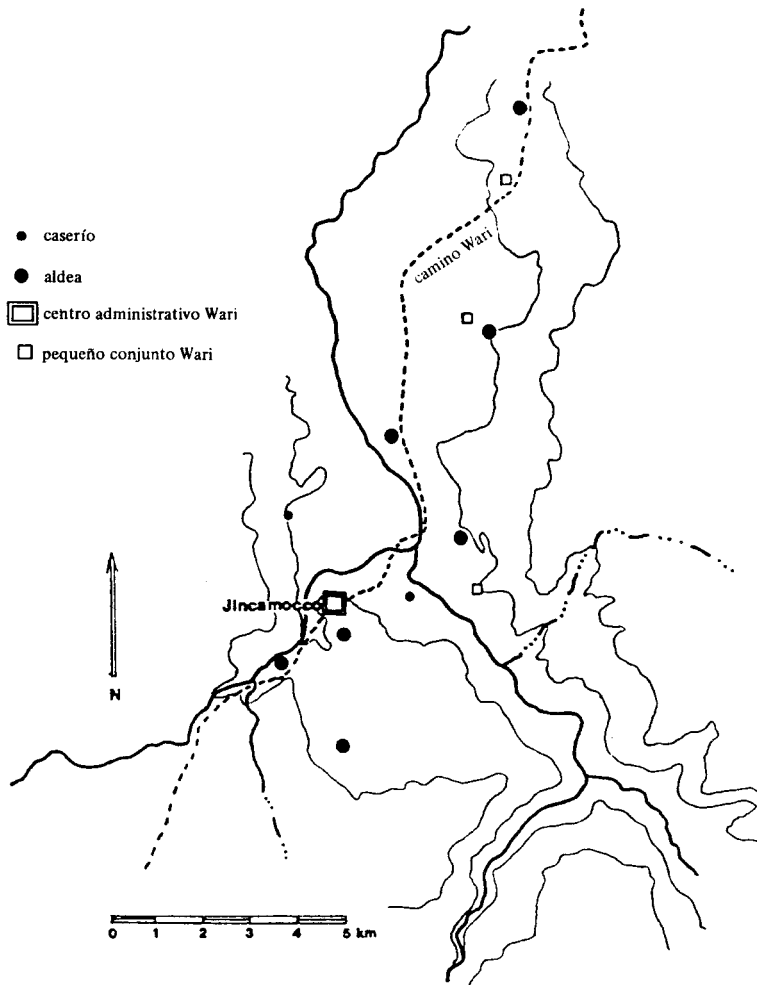 camino Wari
caserío
aldea
centro administrativo Wari
pequeño conjunto Wari
Jincamocco
N
0 1 2 3 4 5 km